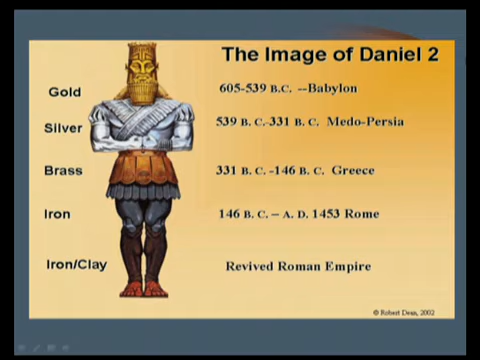 The Image of Daniel 2
Gold 605-539 B.C. --Babylon
Silver 539 B. C.-331 B. C. Medo-Persia
Brass 331 B. C. -146 B. C. Greece
Iron 146 B. C. – A. D. 1453 Rome
Iron/Clay Revived Roman Empire
© Robert Dean, 2002